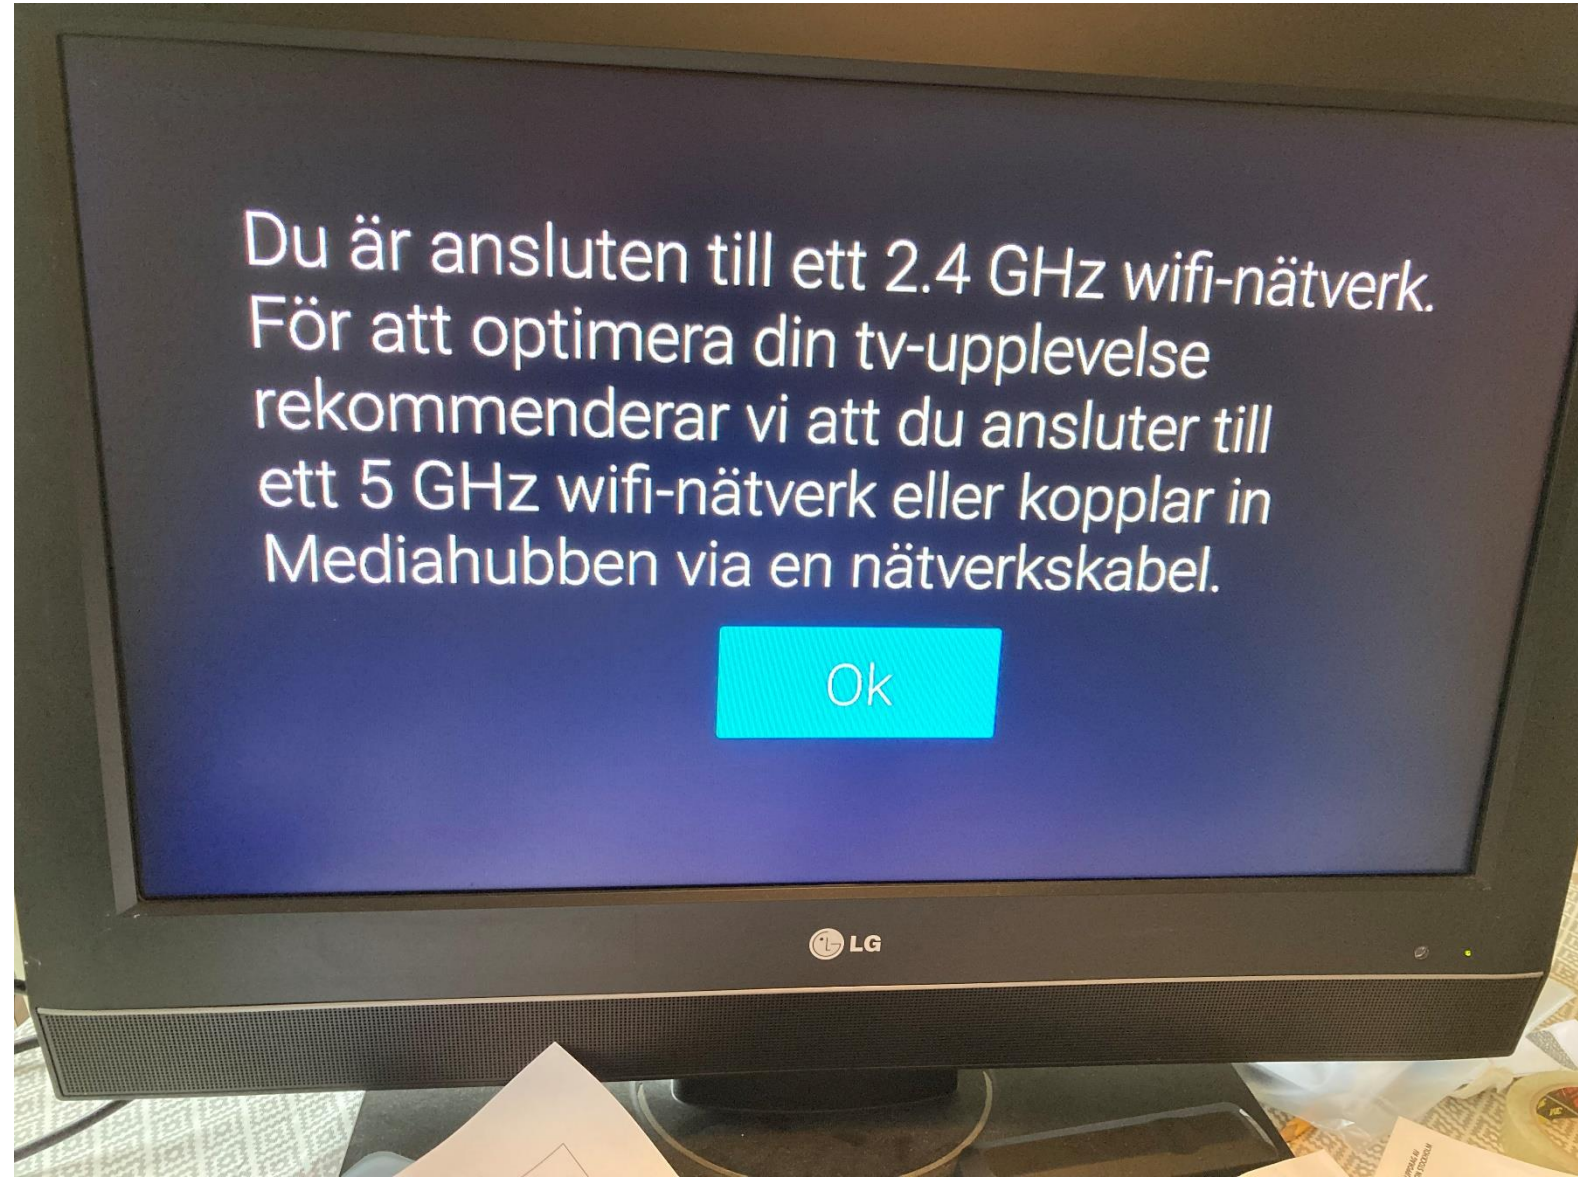 Du är ansluten till ett 2.4 GHz wifi-nätverk.
För att optimera din tv-upplevelse
rekommenderar vi att du ansluter till
ett 5 GHz wifi-nätverk eller kopplar in
Mediahubben via en nätverkskabel.
Ok
LG
STOCKHOLM